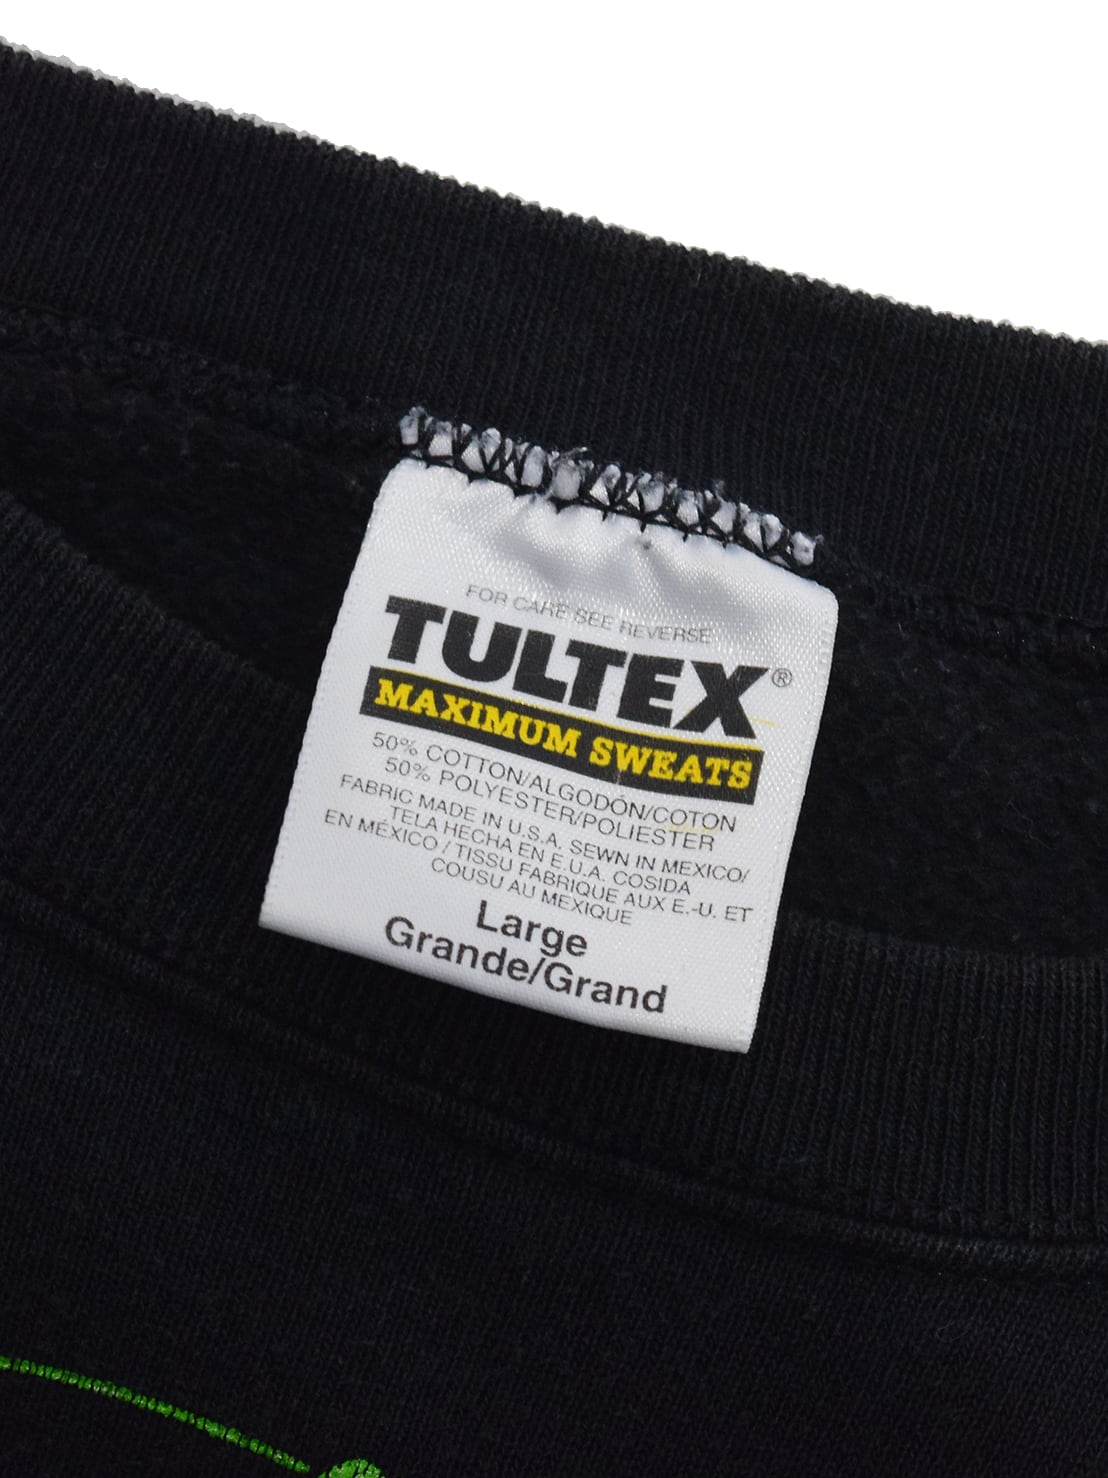 FOR CARE SEE REVERSE
TULTEX®
MAXIMUM SWEATS
50% COTTON/ALGODÓN/COTON
50% POLYESTER/POLIESTER
FABRIC MADE IN U.S.A. SEWN IN MEXICO/
TELA HECHA EN E.U.A. COSIDA
EN MÉXICO / TISSU FABRIQUE AUX E.-U. ET
COUSU AU MEXIQUE
Large
Grande/Grand